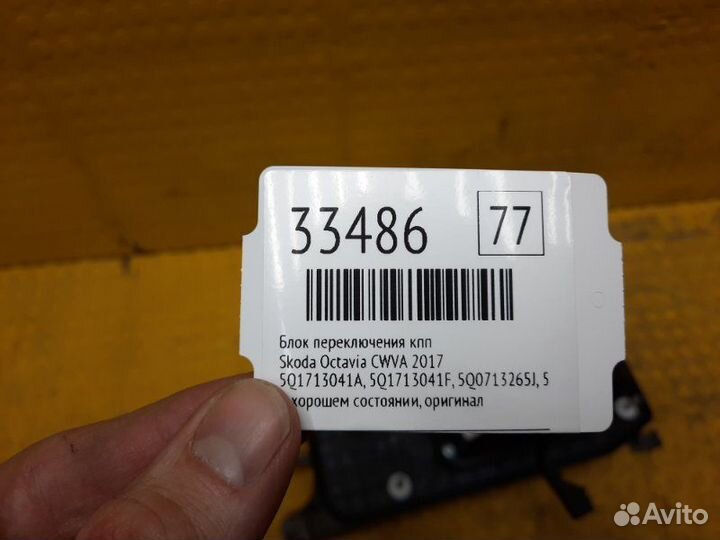 33486 77
Блок переключения кпп
Skoda Octavia CWVA 2017
5Q1713041A, 5Q1713041F, 5Q0713265J, 5
хорошем состоянии, оригинал
Avito